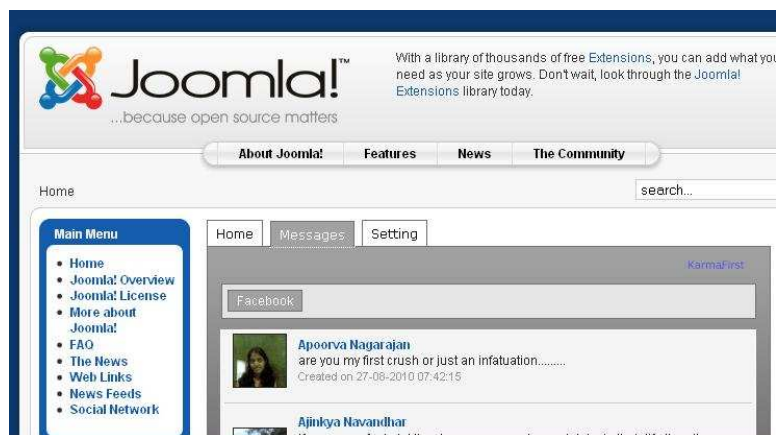 Joomla!™
...because open source matters
With a library of thousands of free Extensions, you can add what you
need as your site grows. Don't wait, look through the Joomla!
Extensions library today.
About Joomla! Features News The Community
Home
search...
Main Menu
Home
Joomla! Overview
Joomla! License
More about
Joomla!
FAQ
The News
Web Links
News Feeds
Social Network
Home Messages Setting
KarmaFirst
Facebook
Apoorva Nagarajan
are you my first crush or just an infatuation.........
Created on 27-08-2010 07:42:15
Ajinkya Navandhar